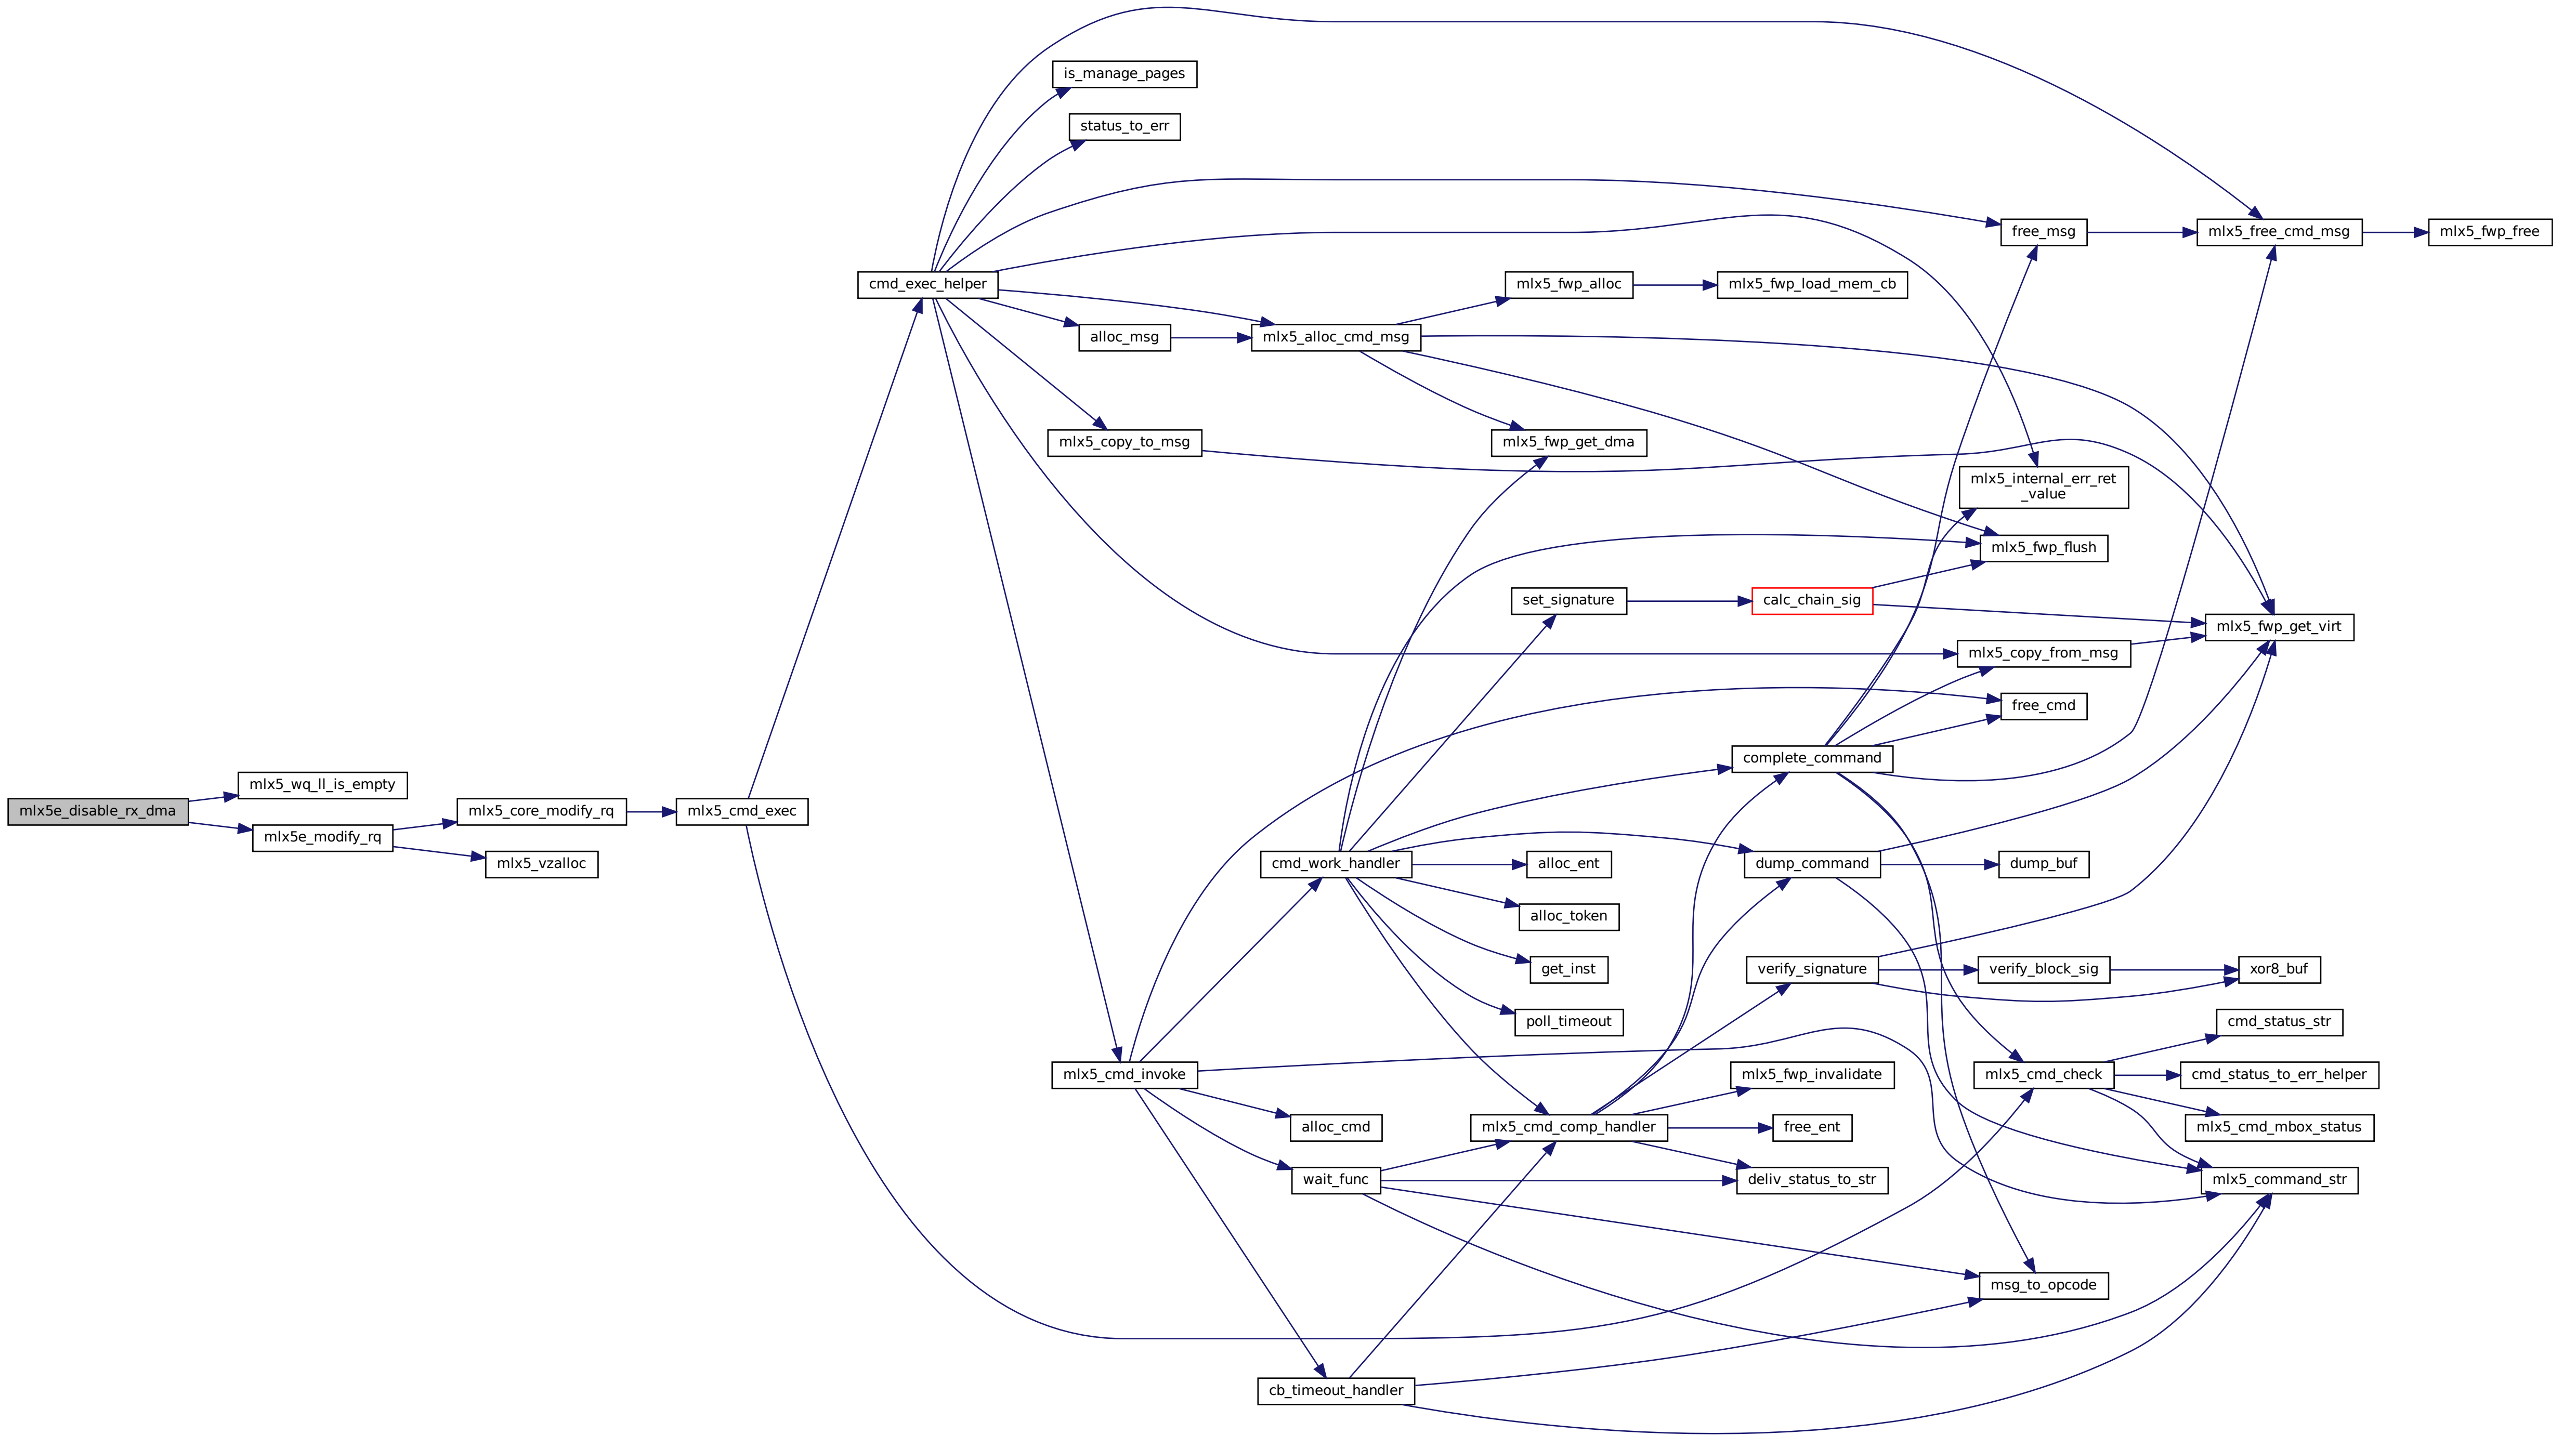 is_manage_pages
status_to_err
free_msg
mlx5_free_cmd_msg
mlx5_fwp_free
cmd_exec_helper
mlx5_fwp_alloc
mlx5_fwp_load_mem_cb
alloc_msg
mlx5_alloc_cmd_msg
mlx5_copy_to_msg
mlx5_fwp_get_dma
mlx5_internal_err_ret
_value
mlx5_fwp_flush
set_signature
calc_chain_sig
mlx5_fwp_get_virt
mlx5_copy_from_msg
free_cmd
complete_command
mlx5_wq_ll_is_empty
mlx5e_disable_rx_dma
mlx5_core_modify_rq
mlx5_cmd_exec
mlx5e_modify_rq
mlx5_vzalloc
cmd_work_handler
alloc_ent
dump_command
dump_buf
alloc_token
get_inst
verify_signature
verify_block_sig
xor8_buf
poll_timeout
cmd_status_str
mlx5_cmd_invoke
mlx5_fwp_invalidate
mlx5_cmd_check
cmd_status_to_err_helper
alloc_cmd
mlx5_cmd_comp_handler
free_ent
mlx5_cmd_mbox_status
wait_func
deliv_status_to_str
mlx5_command_str
msg_to_opcode
cb_timeout_handler